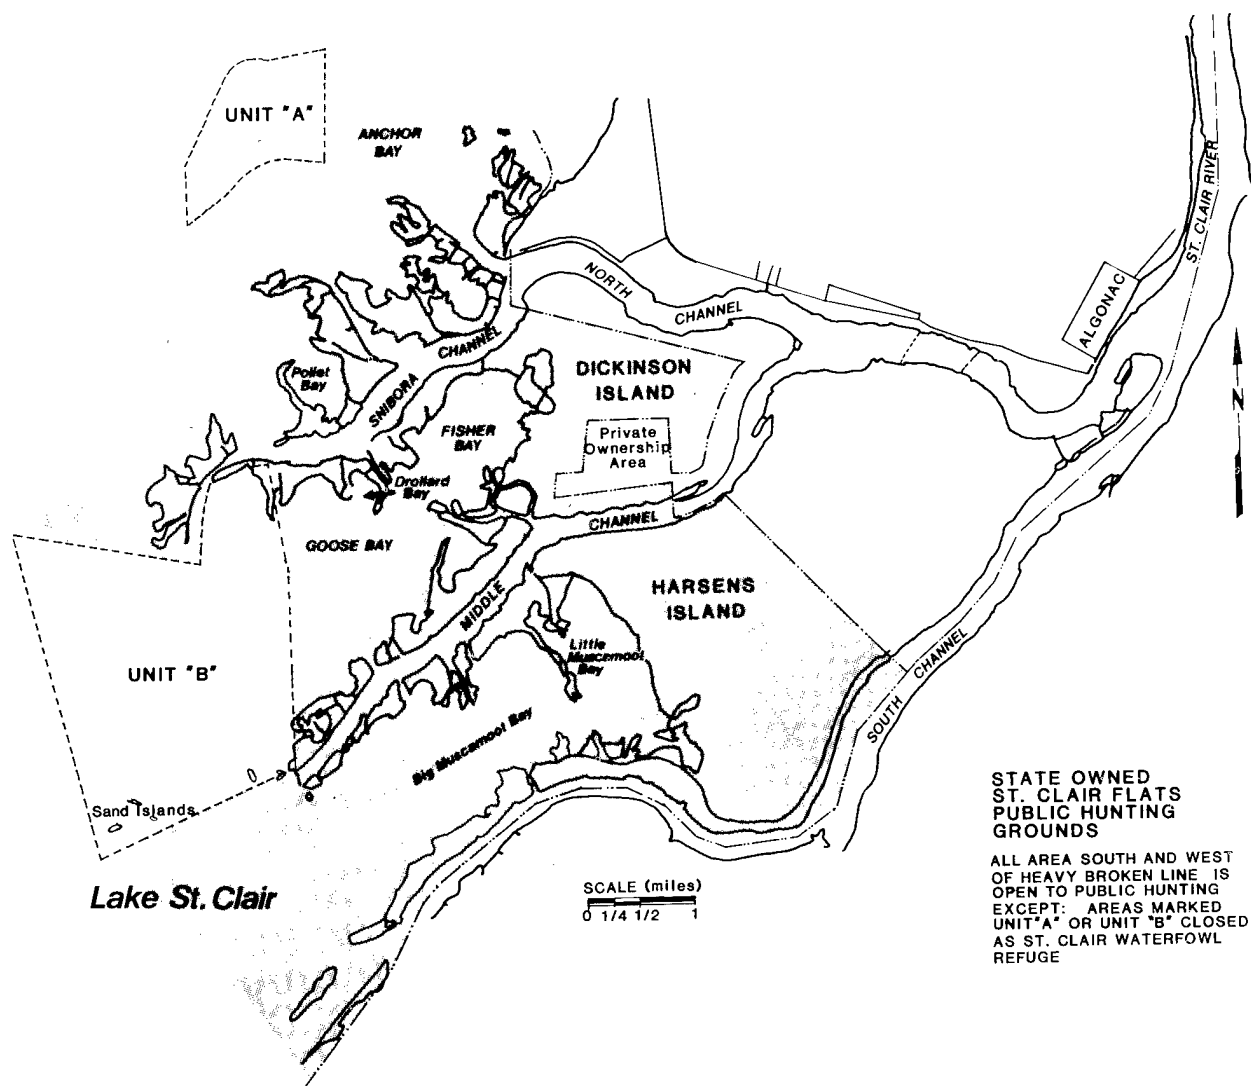 UNIT "A"
ANCHOR
BAY
ST. CLAIR RIVER
NORTH
CHANNEL
ALGONAC
CHANNEL
SNIBORA
Pollet
Bay
DICKINSON
ISLAND
FISHER
BAY
Private
Ownership
Area
Drollard
Bay
CHANNEL
GOOSE BAY
MIDDLE
HARSENS
ISLAND
Little
Muscamoot
Bay
UNIT "B"
SOUTH
CHANNEL
Big Muscamoot Bay
Sand Islands
Lake St. Clair
N
SCALE (miles)
0 1/4 1/2 1
STATE OWNED
ST. CLAIR FLATS
PUBLIC HUNTING
GROUNDS
ALL AREA SOUTH AND WEST
OF HEAVY BROKEN LINE IS
OPEN TO PUBLIC HUNTING
EXCEPT: AREAS MARKED
UNIT"A" OR UNIT "B" CLOSED
AS ST. CLAIR WATERFOWL
REFUGE